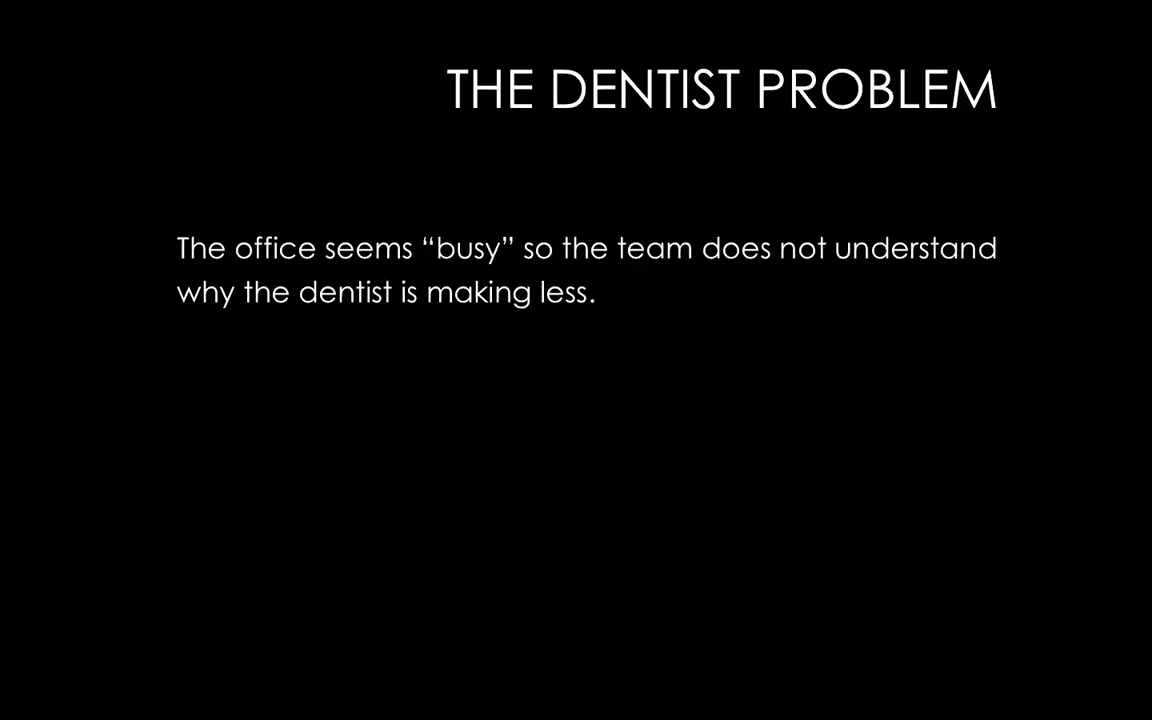 THE DENTIST PROBLEM
The office seems “busy” so the team does not understand
why the dentist is making less.